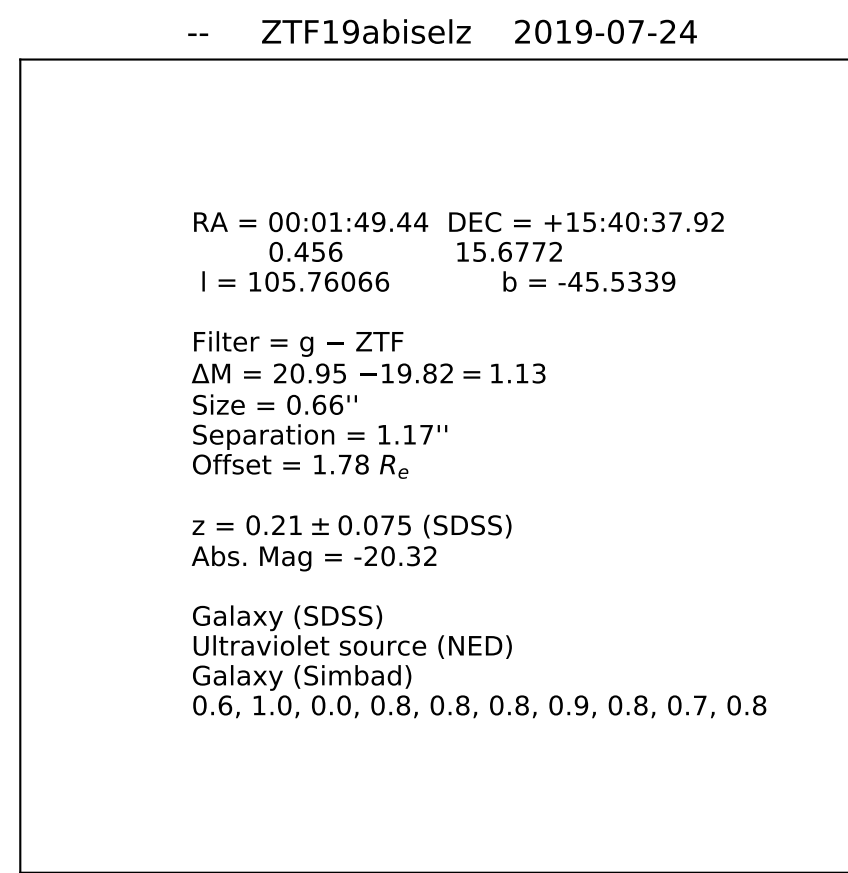 -- ZTF19abiselz 2019-07-24
RA = 00:01:49.44 DEC = +15:40:37.92
0.456 15.6772
l = 105.76066 b = -45.5339
Filter = g − ZTF
ΔM = 20.95 −19.82 = 1.13
Size = 0.66''
Separation = 1.17''
Offset = 1.78 Re
z = 0.21 ± 0.075 (SDSS)
Abs. Mag = -20.32
Galaxy (SDSS)
Ultraviolet source (NED)
Galaxy (Simbad)
0.6, 1.0, 0.0, 0.8, 0.8, 0.8, 0.9, 0.8, 0.7, 0.8